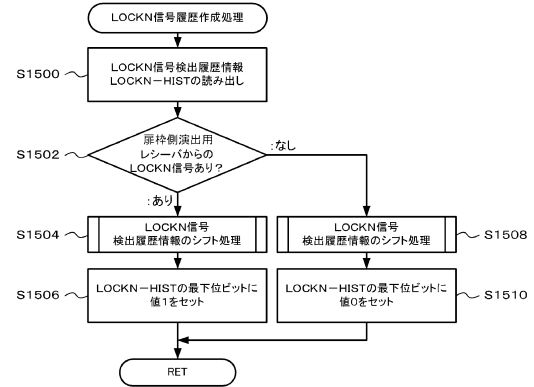 LOCKN信号履歴作成処理
S1500
LOCKN信号検出履歴情報
LOCKN－HISTの読み出し
S1502
扉枠側演出用
レシーバからの
LOCKN信号あり？
：なし
：あり
S1504
LOCKN信号
検出履歴情報のシフト処理
LOCKN信号
検出履歴情報のシフト処理
S1508
S1506
LOCKN－HISTの最下位ビットに
値1をセット
LOCKN－HISTの最下位ビットに
値0をセット
S1510
RET